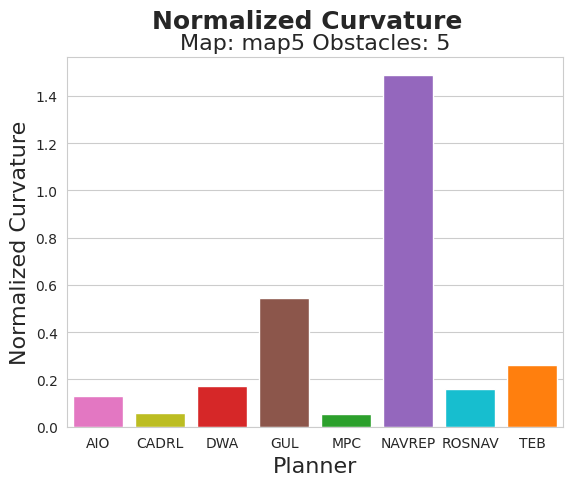 Normalized Curvature
Map: map5 Obstacles: 5
Normalized Curvature
1.4
1.2
1.0
0.8
0.6
0.4
0.2
0.0
AIO CADRL DWA GUL MPC NAVREP ROSNAV TEB
Planner